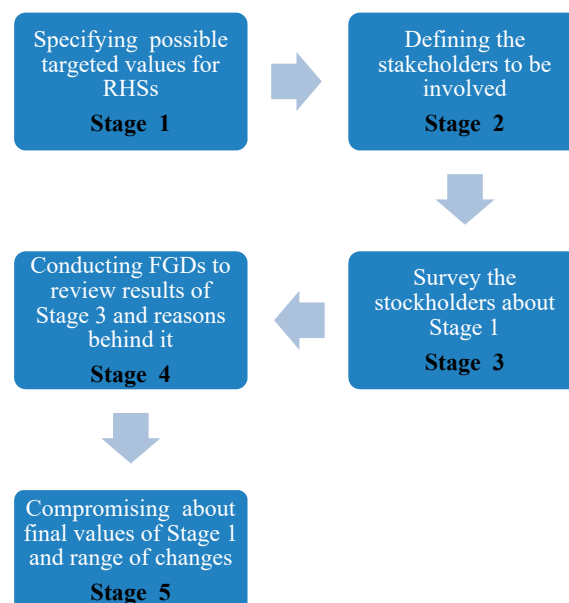 Specifying possible
targeted values for
RHSs
Stage 1
Defining the
stakeholders to be
involved
Stage 2
Survey the
stockholders about
Stage 1
Stage 3
Conducting FGDs to
review results of
Stage 3 and reasons
behind it
Stage 4
Compromising about
final values of Stage 1
and range of changes
Stage 5